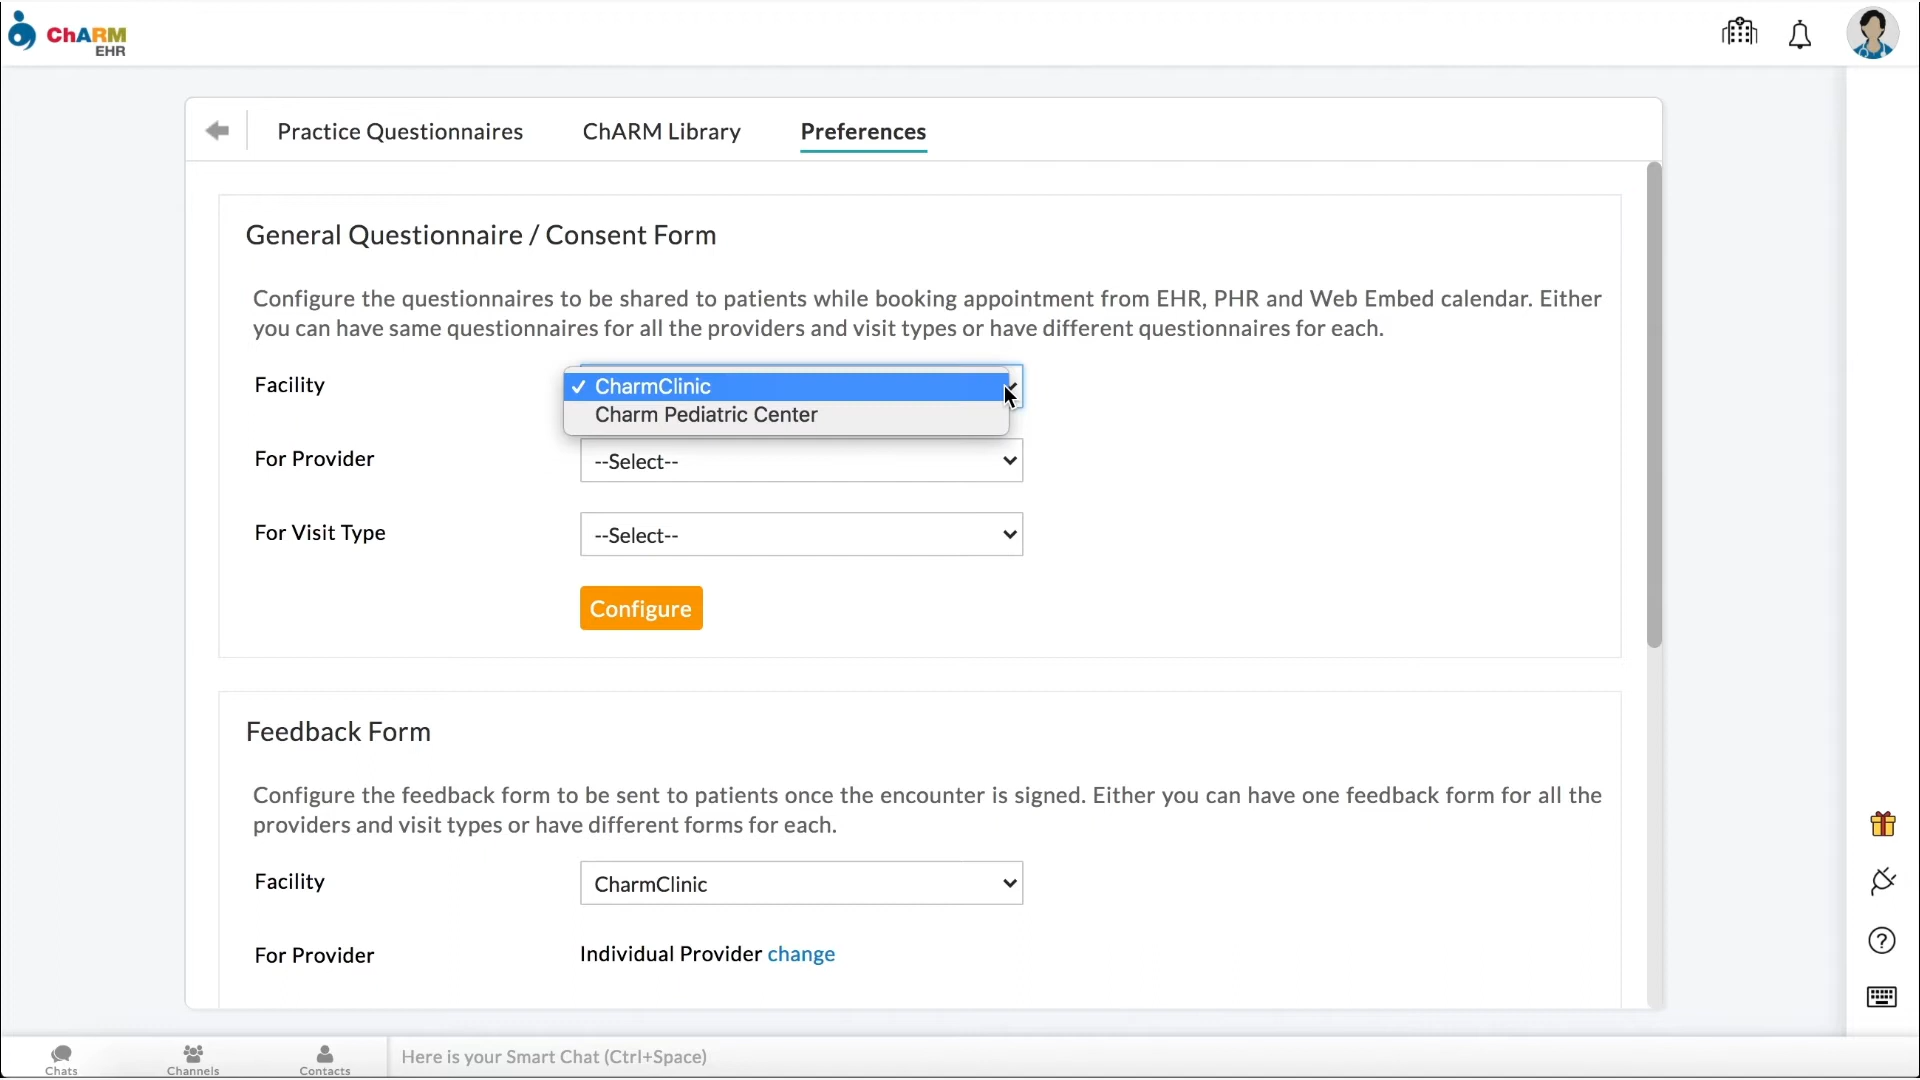 ChARM
EHR
Practice Questionnaires
ChARM Library
Preferences
General Questionnaire / Consent Form
Configure the questionnaires to be shared to patients while booking appointment from EHR, PHR and Web Embed calendar. Either
you can have same questionnaires for all the providers and visit types or have different questionnaires for each.
Facility
✓ CharmClinic
Charm Pediatric Center
For Provider
--Select--
For Visit Type
--Select--
Configure
Feedback Form
Configure the feedback form to be sent to patients once the encounter is signed. Either you can have one feedback form for all the
providers and visit types or have different forms for each.
Facility
CharmClinic
For Provider
Individual Provider change
Chats
Channels
Contacts
Here is your Smart Chat (Ctrl+Space)